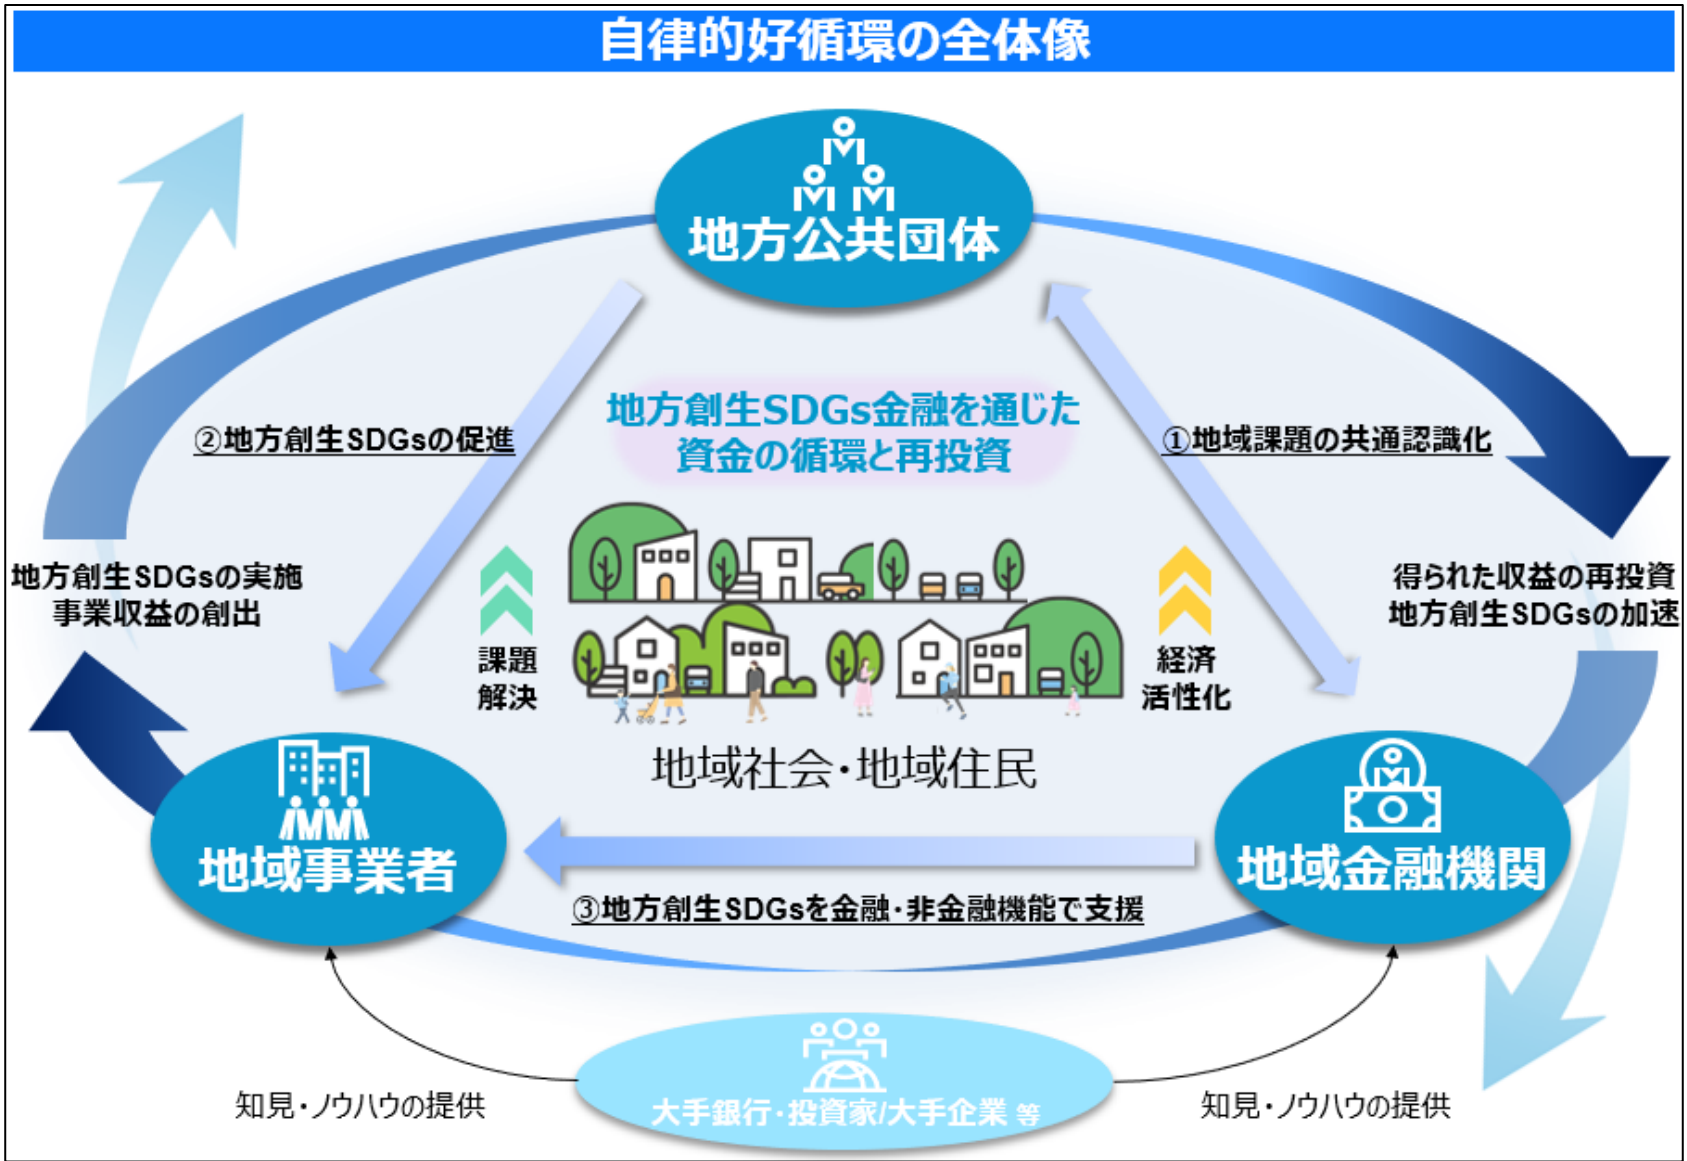 自律的好循環の全体像
地方公共団体
地方創生SDGs金融を通じた
資金の循環と再投資
②地方創生SDGsの促進
①地域課題の共通認識化
地方創生SDGsの実施
事業収益の創出
得られた収益の再投資
地方創生SDGsの加速
課題
解決
経済
活性化
地域社会・地域住民
地域事業者
地域金融機関
③地方創生SDGsを金融・非金融機能で支援
知見・ノウハウの提供
大手銀行・投資家/大手企業 等
知見・ノウハウの提供